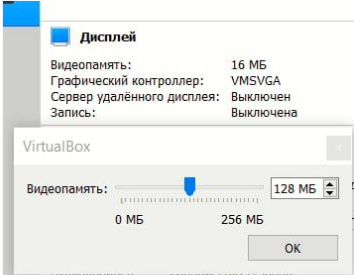 Дисплей
Видеопамять: 16 МБ
Графический контроллер: VMSVGA
Сервер удалённого дисплея: Выключен
Запись: Выключена
VirtualBox
Видеопамять: 128 МБ
0 МБ 256 МБ
ОК